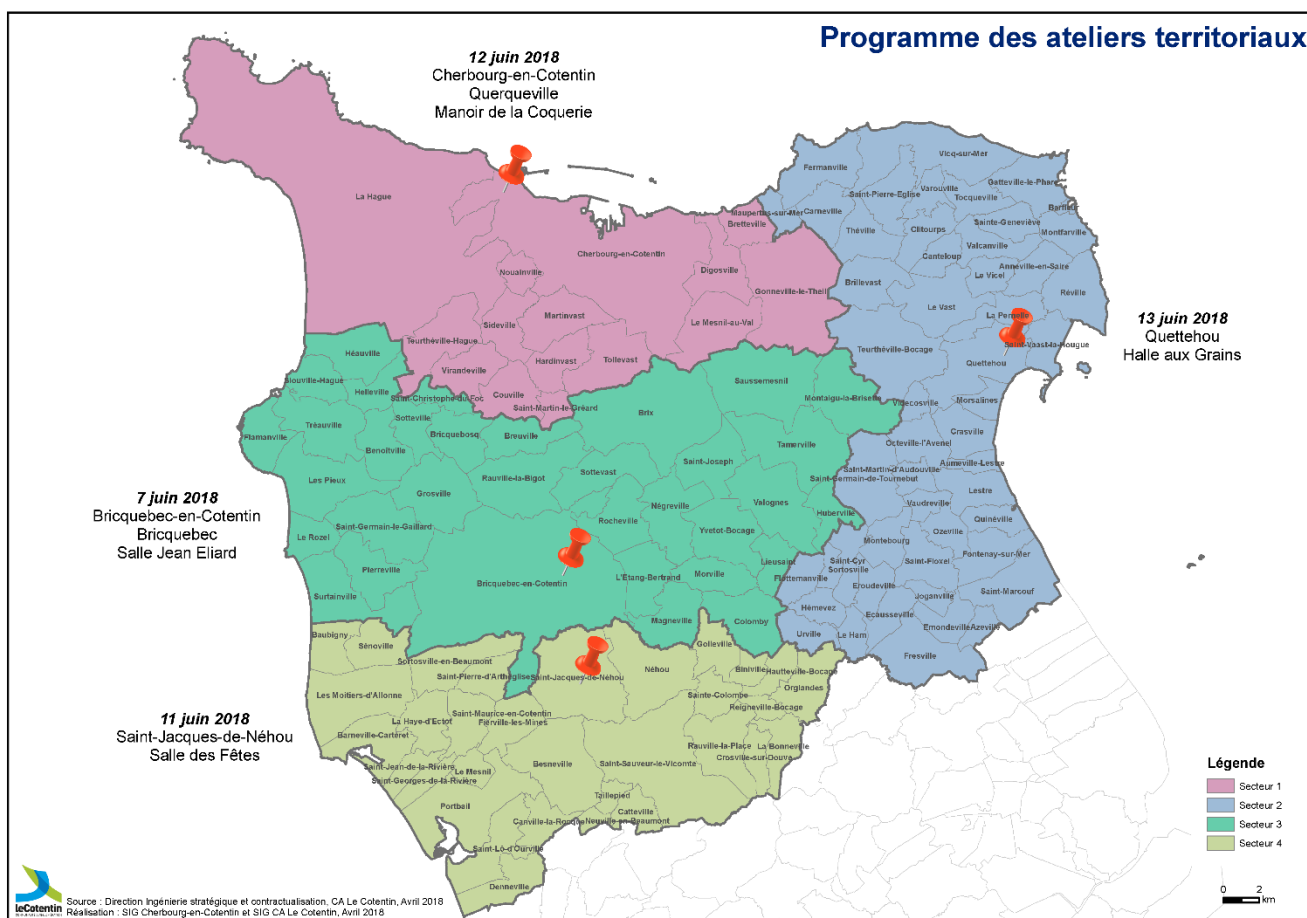 Programme des ateliers territoriaux
12 juin 2018
Cherbourg-en-Cotentin
Querqueville
Manoir de la Coquerie
13 juin 2018
Quettehou
Halle aux Grains
7 juin 2018
Bricquebec-en-Cotentin
Bricquebec
Salle Jean Eliard
11 juin 2018
Saint-Jacques-de-Néhou
Salle des Fêtes
La Hague
Cherbourg-en-Cotentin
Maupertus-sur-Mer
Bretteville
Digosville
Gonneville-le-Theil
Nouainville
Martinvast
Sideville
Le Mesnil-au-Val
Teurthéville-Hague
Hardinvast
Tollevast
Virandeville
Couville
Saint-Martin-le-Gréard
Fermanville
Vicq-sur-Mer
Carneville
Saint-Pierre-Eglise
Varouville
Tocqueville
Gatteville-le-Phare
Barfleur
Théville
Clitourps
Sainte-Geneviève
Montfarville
Valcanville
Canteloup
Anneville-en-Saire
Brillevast
Le Vicel
Réville
Le Vast
La Pernelle
Saint-Vaast-la-Hougue
Teurthéville-Bocage
Quettehou
Videcosville
Morsalines
Crasville
Octeville-l'Avenel
Aumeville-Lestre
Saint-Martin-d'Audouville
Saint-Germain-de-Tournebut
Lestre
Vaudreville
Quinéville
Ozeville
Montebourg
Fontenay-sur-Mer
Saint-Cyr
Sortosville
Saint-Floxel
Flottemanville
Eroudeville
Saint-Marcouf
Joganville
Hémevez
Ecausseville
Emondeville
Azeville
Urville
Le Ham
Fresville
Héauville
Siouville-Hague
Helleville
Saint-Christophe-du-Foc
Sotteville
Flamanville
Tréauville
Bricquebosq
Breuville
Brix
Saussemesnil
Montaigu-la-Brisette
Benoîtville
Tamerville
Saint-Joseph
Les Pieux
Rauville-la-Bigot
Sottevast
Grosville
Négreville
Valognes
Huberville
Saint-Germain-le-Gaillard
Rocheville
Yvetot-Bocage
Le Rozel
Lieusaint
Pierreville
Bricquebec-en-Cotentin
L'Etang-Bertrand
Morville
Surtainville
Magneville
Colomby
Baubigny
Sénoville
Sortosville-en-Beaumont
Saint-Pierre-d'Arthéglise
Saint-Jacques-de-Néhou
Néhou
Golleville
Biniville
Hautteville-Bocage
Orglandes
Les Moitiers-d'Allonne
Sainte-Colombe
Reigneville-Bocage
Saint-Maurice-en-Cotentin
La Haye-d'Ectot
Fierville-les-Mines
Barneville-Carteret
Rauville-la-Place
La Bonneville
Crosville-sur-Douve
Saint-Jean-de-la-Rivière
Le Mesnil
Besneville
Saint-Sauveur-le-Vicomte
Saint-Georges-de-la-Rivière
Portbail
Taillepied
Catteville
Canville-la-Rocque
Neuville-en-Beaumont
Saint-Lô-d'Ourville
Denneville
Légende
Secteur 1
Secteur 2
Secteur 3
Secteur 4
0 2
km
leCotentin
Source : Direction Ingénierie stratégique et contractualisation, CA Le Cotentin, Avril 2018
Réalisation : SIG Cherbourg-en-Cotentin et SIG CA Le Cotentin, Avril 2018